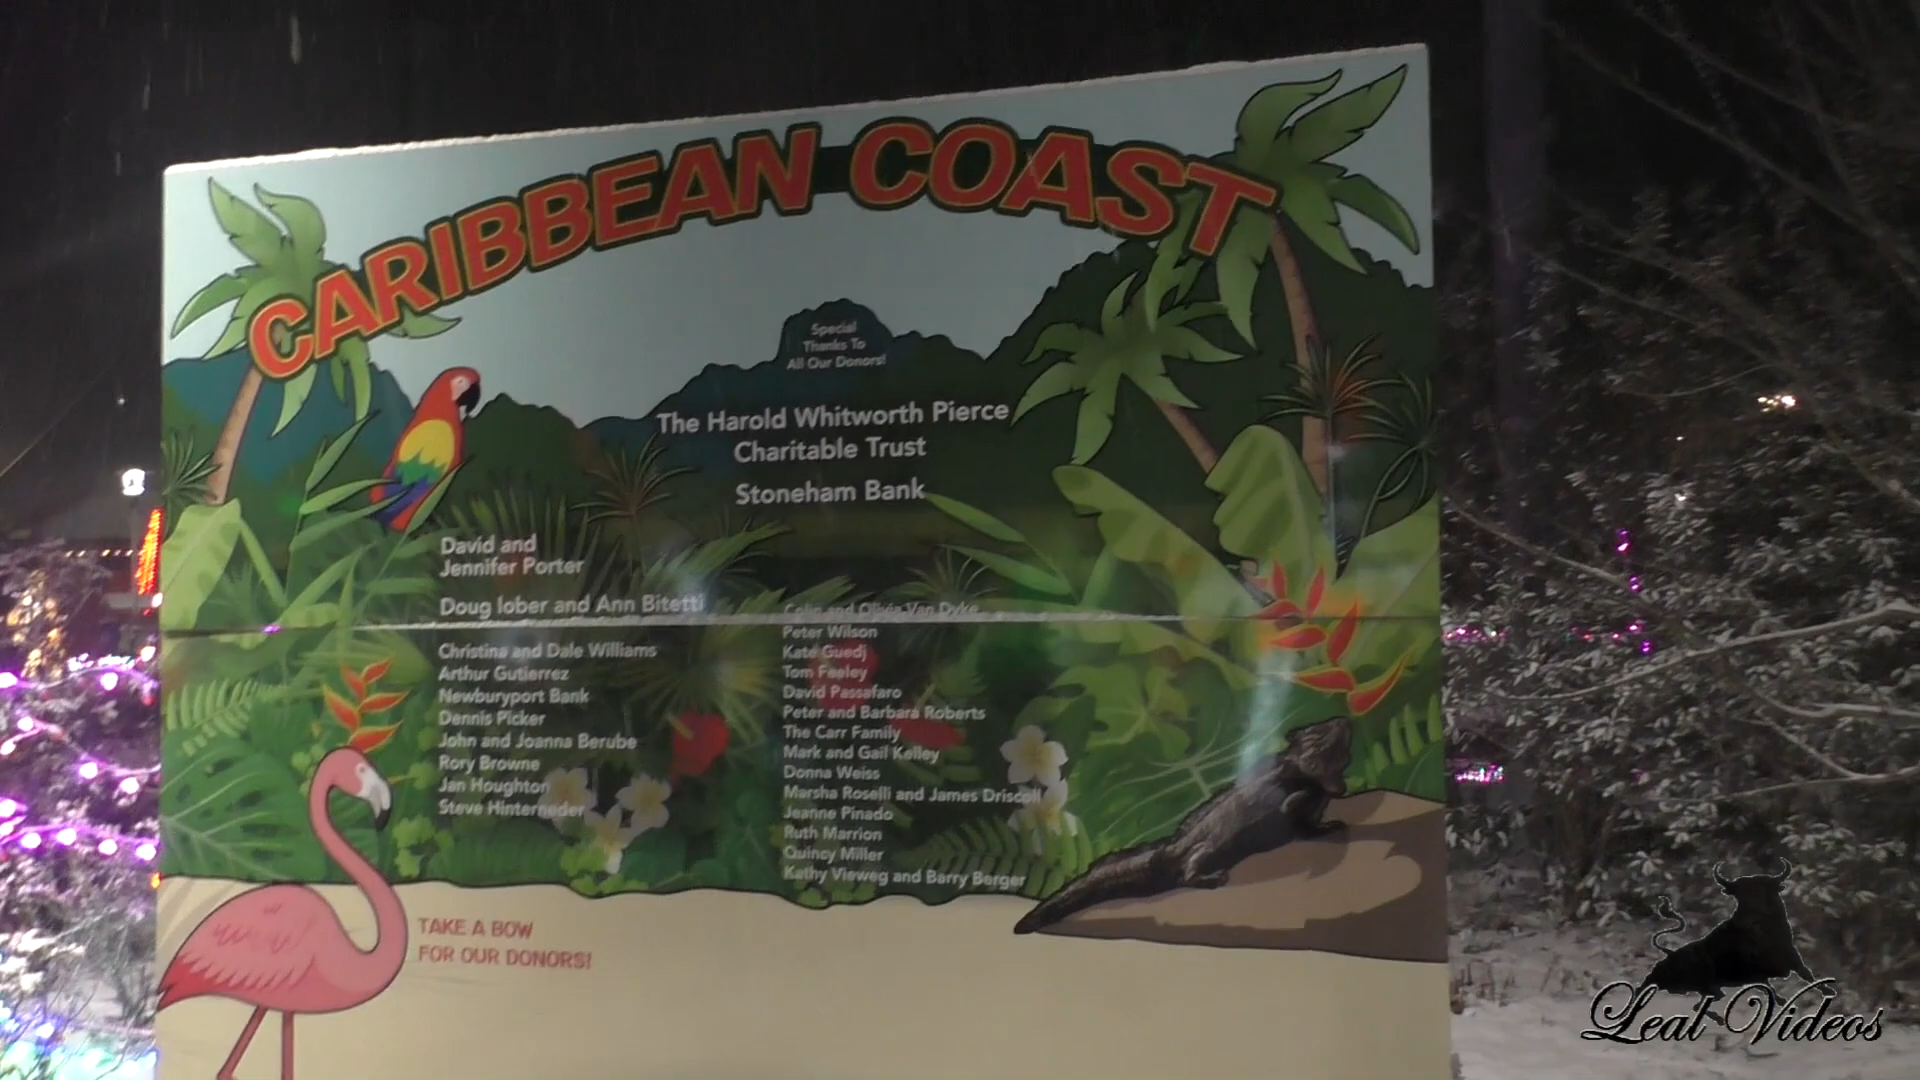 CARIBBEAN COAST
Special
Thanks To
All Our Donors!
The Harold Whitworth Pierce
Charitable Trust
Stoneham Bank
David and
Jennifer Porter
Doug Iober and Ann Bitetti
Christina and Dale Williams
Arthur Gutierrez
Newburyport Bank
Dennis Picker
John and Joanna Berube
Rory Browne
Jan Houghton
Steve Hinterneder
Colin and Olivia Van Dyke
Peter Wilson
Kate Guedj
Tom Feeley
David Passafaro
Peter and Barbara Roberts
The Carr Family
Mark and Gail Kelley
Donna Weiss
Marsha Roselli and James Driscoll
Jeanne Pinado
Ruth Marrion
Quincy Miller
Kathy Vieweg and Barry Berger
TAKE A BOW
FOR OUR DONORS!
Leal Videos